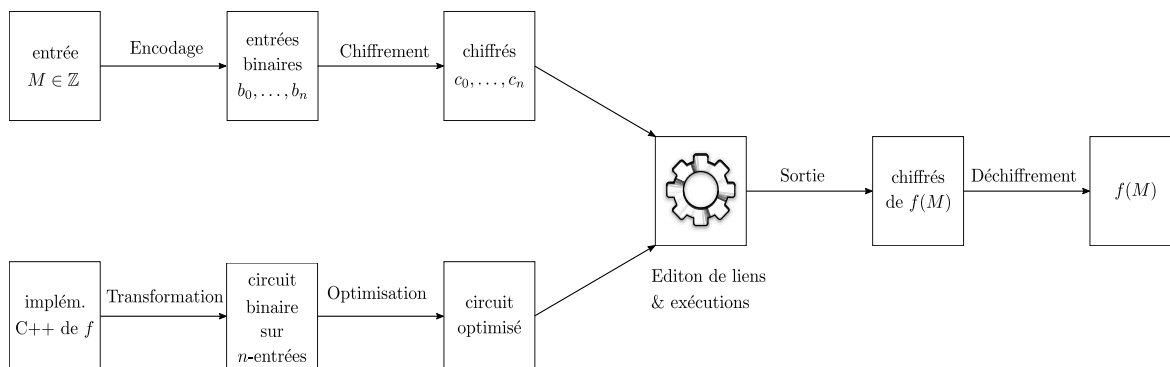 entrée
M ∈ ℤ
Encodage
entrées
binaires
b₀, . . . , bₙ
Chiffrement
chiffrés
c₀, . . . , cₙ
implém.
C++ de f
Transformation
circuit
binaire
sur
n-entrées
Optimisation
circuit
optimisé
Editon de liens
& exécutions
Sortie
chiffrés
de f(M)
Déchiffrement
f(M)